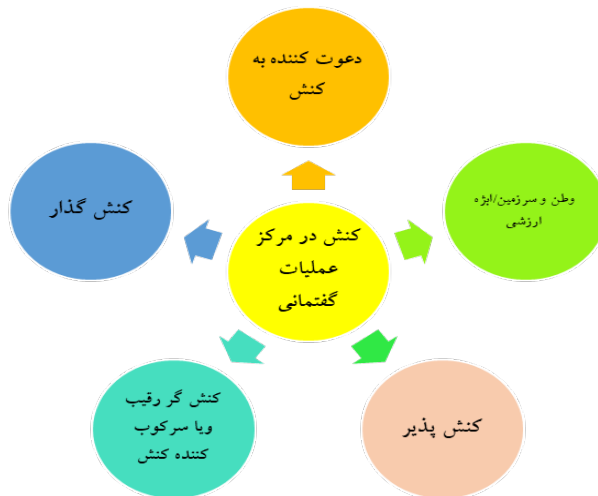 دعوت کننده به
کنش
وطن و سرزمین/ابژه
ارزشی
کنش گذار
کنش در مرکز
عملیات
گفتمانی
کنش گر رقیب
ویا سرکوب
کننده کنش
کنش پذیر